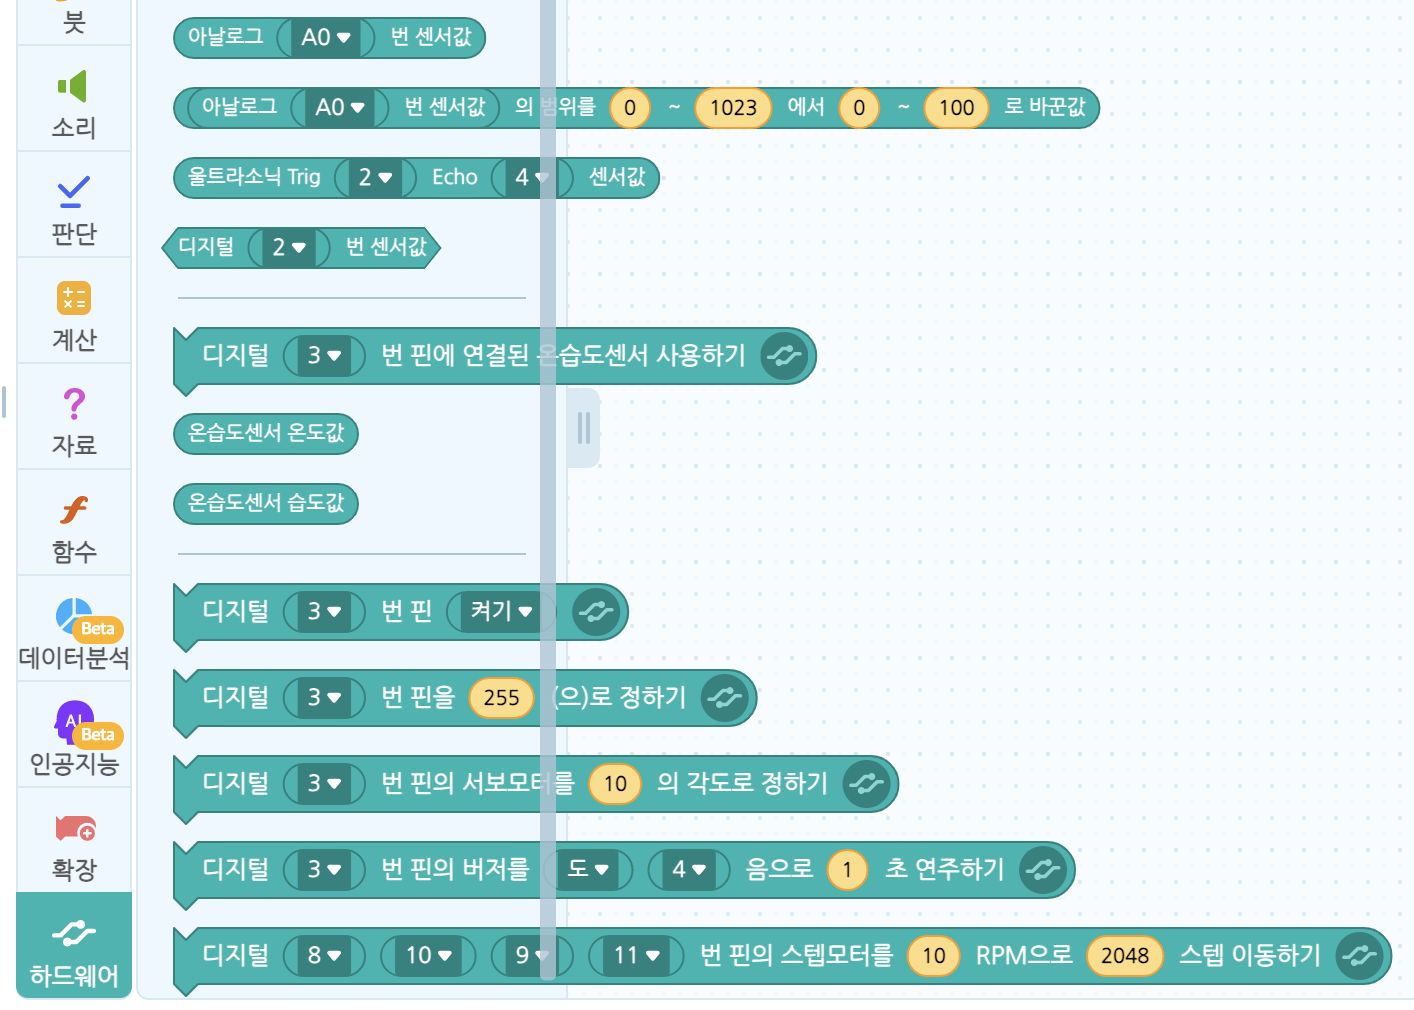 붓
소리
판단
계산
자료
함수
Beta
데이터분석
AI
Beta
인공지능
확장
하드웨어
아날로그 A0 번 센서값
아날로그 A0 번 센서값 의 범위를 0 ~ 1023 에서 0 ~ 100 로 바꾼값
울트라소닉 Trig 2 Echo 4 센서값
디지털 2 번 센서값
디지털 3 번 핀에 연결된 온습도센서 사용하기
온습도센서 온도값
온습도센서 습도값
디지털 3 번 핀 켜기
디지털 3 번 핀을 255 (으)로 정하기
디지털 3 번 핀의 서보모터를 10 의 각도로 정하기
디지털 3 번 핀의 버저를 도 4 음으로 1 초 연주하기
디지털 8 10 9 11 번 핀의 스텝모터를 10 RPM으로 2048 스텝 이동하기